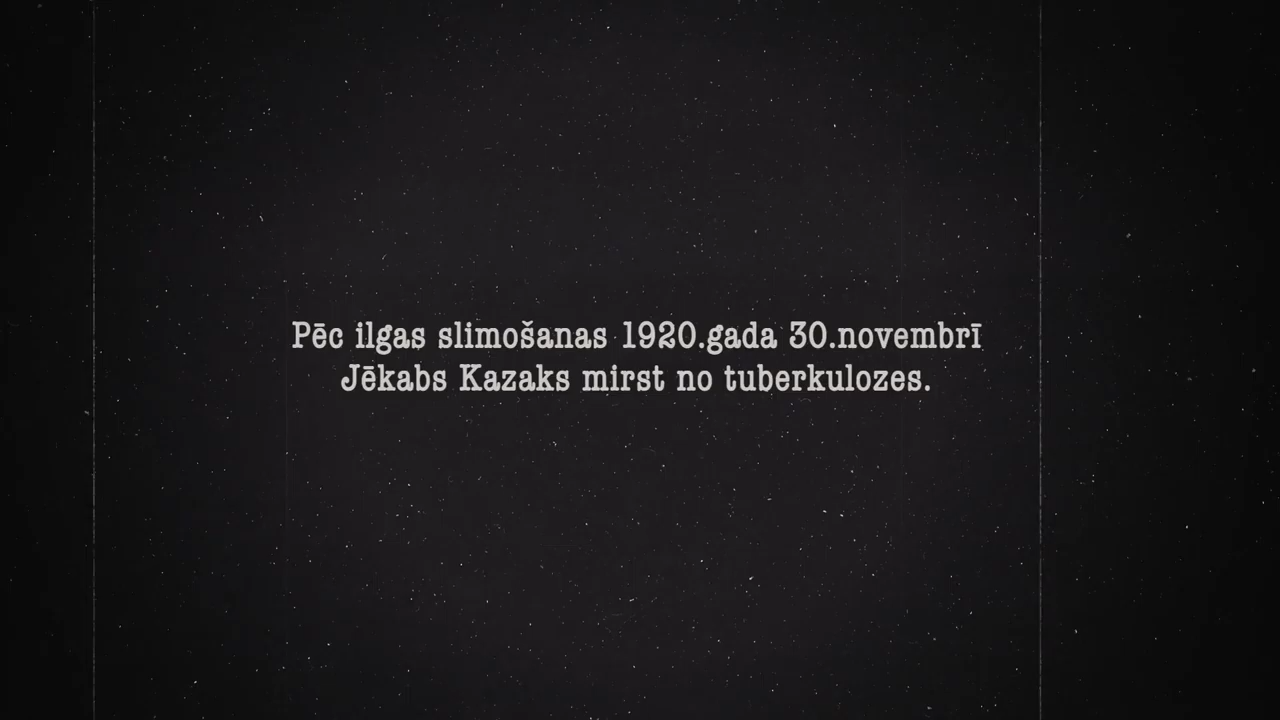 Pēc ilgas slimošanas 1920.gada 30.novembrī
Jēkabs Kazaks mirst no tuberkulozes.